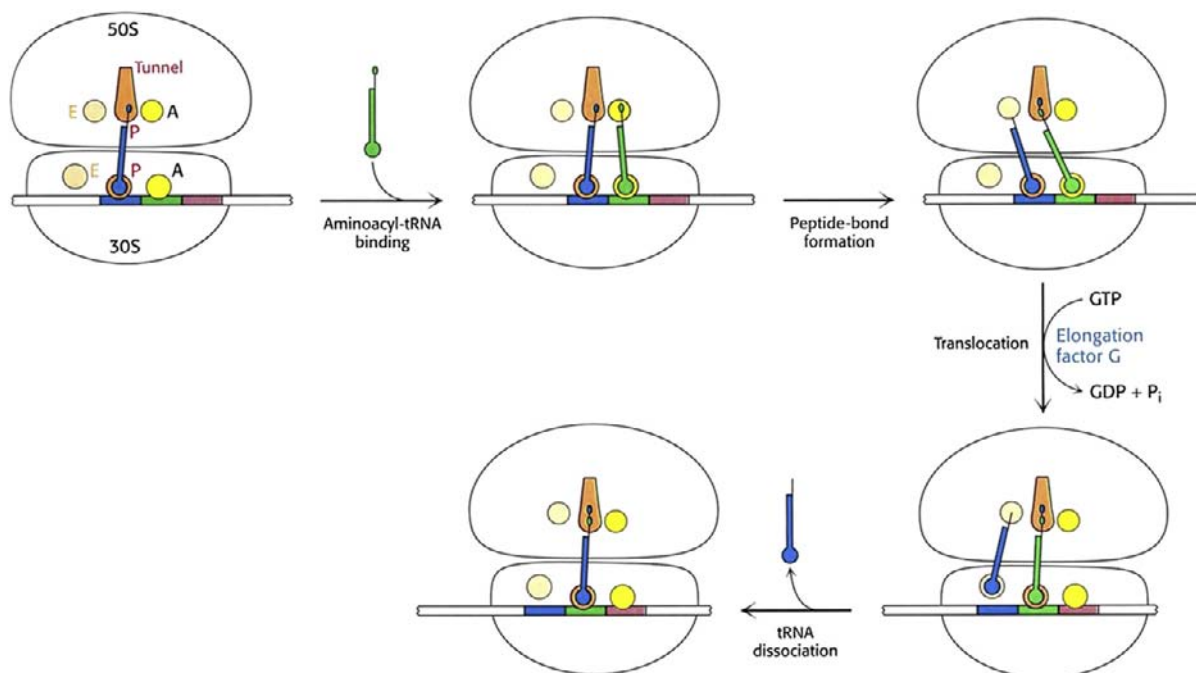 50S
Tunnel
E
A
P
E
P
A
30S
Aminoacyl-tRNA
binding
Peptide-bond
formation
GTP
Translocation
Elongation
factor G
GDP + Pi
tRNA
dissociation